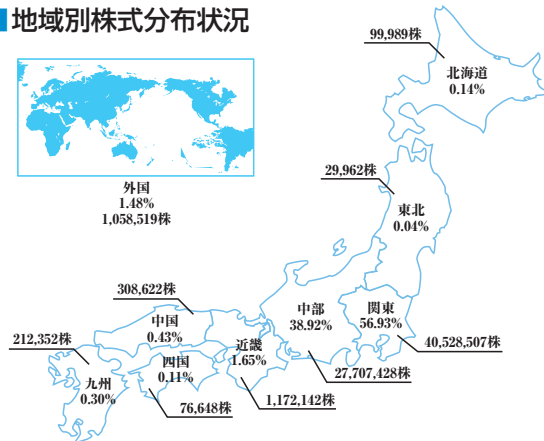 地域別株式分布状況
99,989株
北海道
0.14%
外国
1.48%
1,058,519株
29,962株
東北
0.04%
308,622株
中国
0.43%
中部
38.92%
関東
56.93%
212,352株
九州
0.30%
四国
0.11%
近畿
1.65%
40,528,507株
27,707,428株
76,648株
1,172,142株